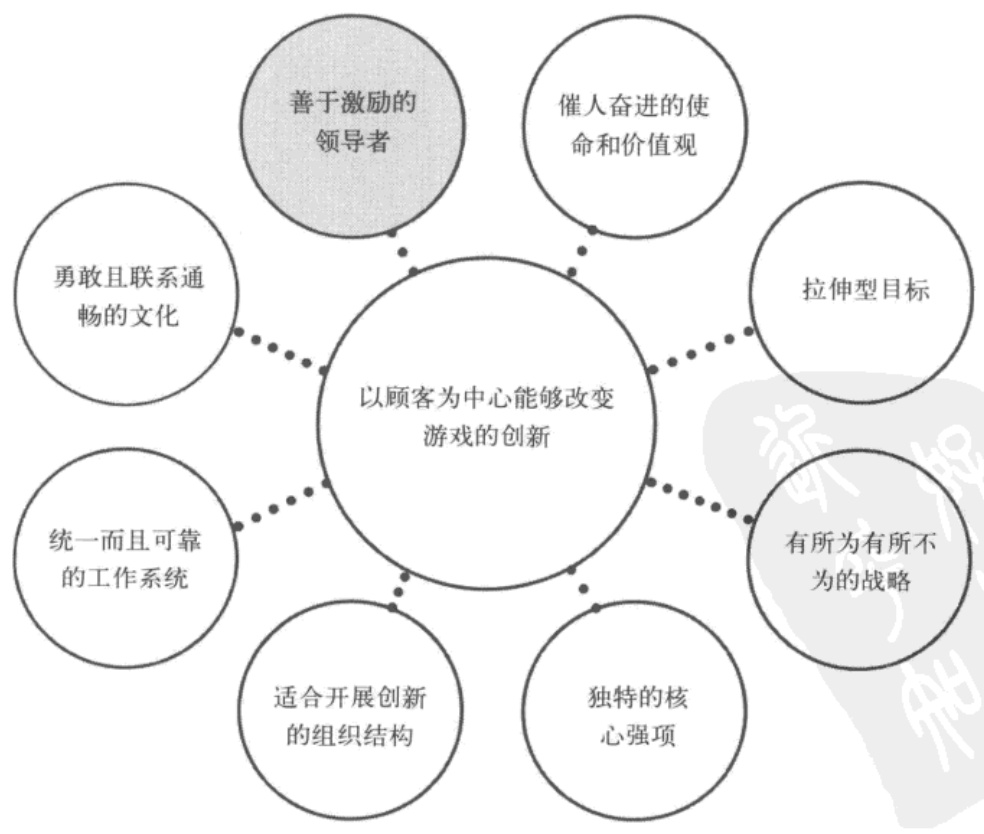 善于激励的
领导者
催人奋进的使
命和价值观
勇敢且联系通
畅的文化
拉伸型目标
以顾客为中心能够改变
游戏的创新
统一而且可靠
的工作系统
有所为有所不
为的战略
适合开展创新
的组织结构
独特的核
心强项